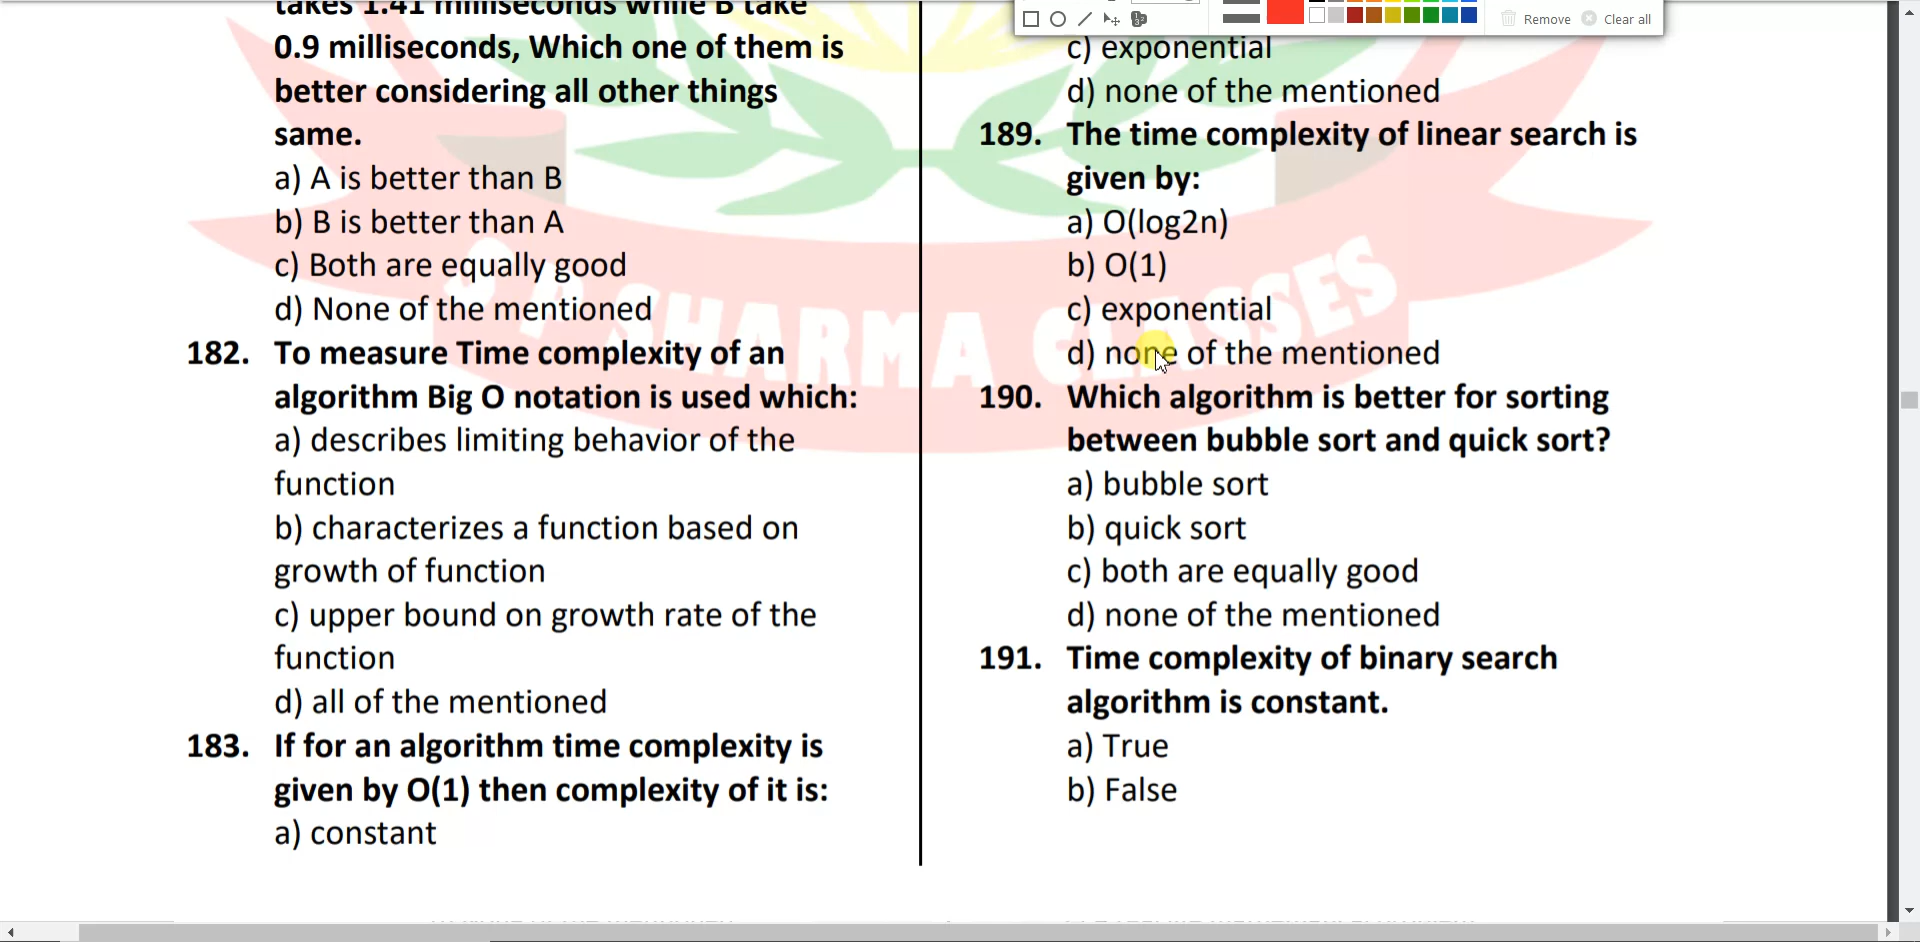 takes 1.41 milliseconds while B take
0.9 milliseconds, Which one of them is
better considering all other things
same.
a) A is better than B
b) B is better than A
c) Both are equally good
d) None of the mentioned
182. To measure Time complexity of an
algorithm Big O notation is used which:
a) describes limiting behavior of the
function
b) characterizes a function based on
growth of function
c) upper bound on growth rate of the
function
d) all of the mentioned
183. If for an algorithm time complexity is
given by O(1) then complexity of it is:
a) constant
Remove Clear all
c) exponential
d) none of the mentioned
189. The time complexity of linear search is
given by:
a) O(log2n)
b) O(1)
c) exponential
d) none of the mentioned
190. Which algorithm is better for sorting
between bubble sort and quick sort?
a) bubble sort
b) quick sort
c) both are equally good
d) none of the mentioned
191. Time complexity of binary search
algorithm is constant.
a) True
b) False
SHARMA CLASSES